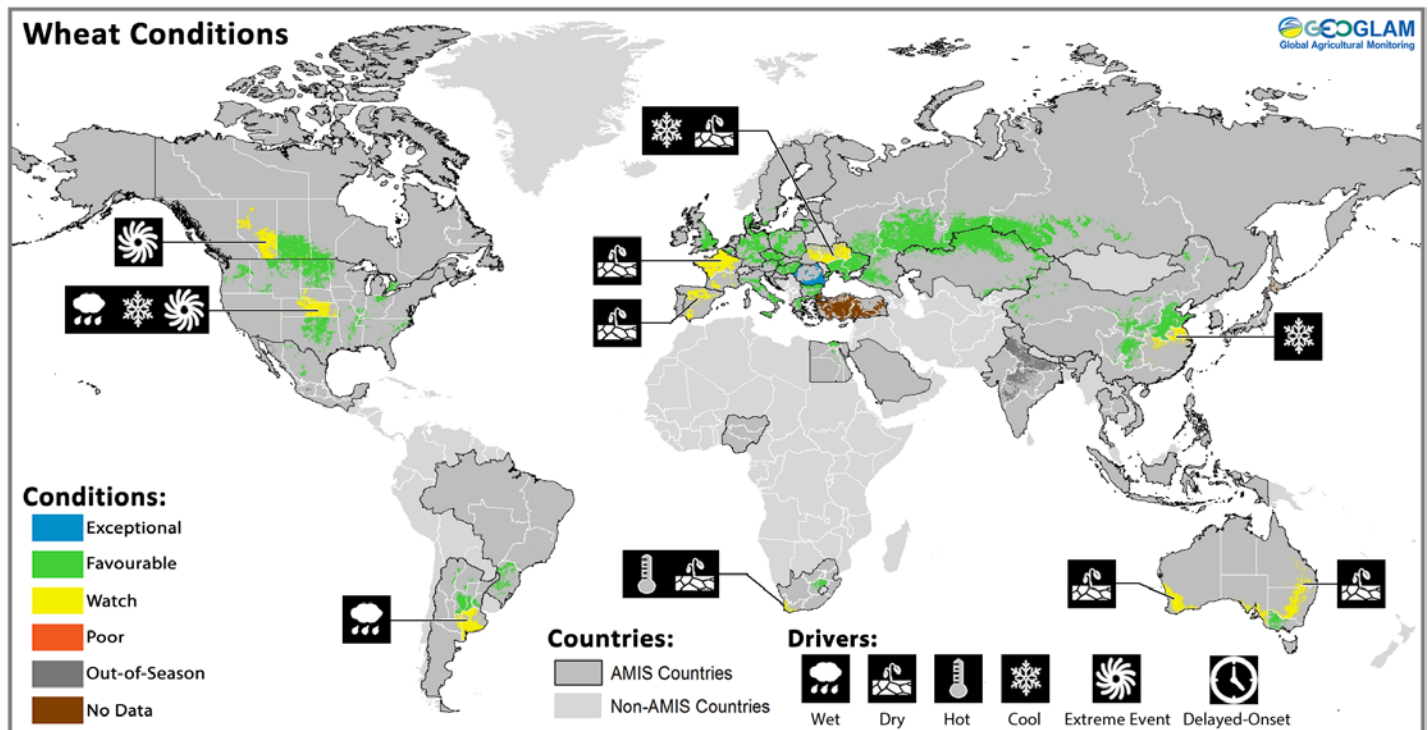 Wheat Conditions
GEOGLAM
Global Agricultural Monitoring
Conditions:
Exceptional
Favourable
Watch
Poor
Out-of-Season
No Data
Countries:
AMIS Countries
Non-AMIS Countries
Drivers:
Wet
Dry
Hot
Cool
Extreme Event
Delayed-Onset